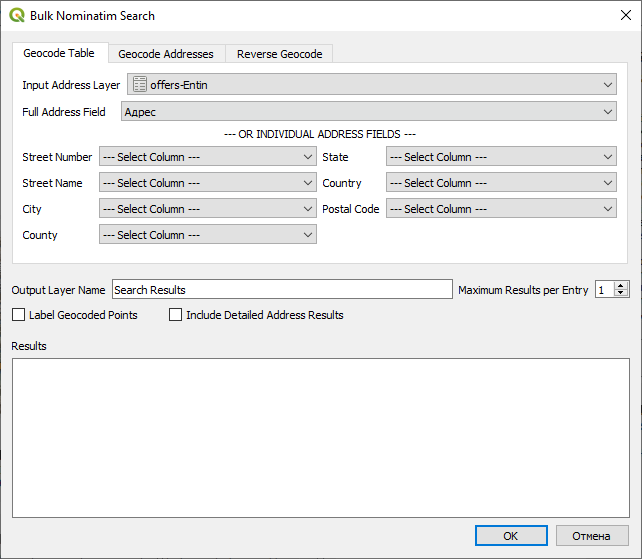 Bulk Nominatim Search
Geocode Table Geocode Addresses Reverse Geocode
Input Address Layer offers-Entin
Full Address Field Адрес
--- OR INDIVIDUAL ADDRESS FIELDS ---
Street Number --- Select Column --- State --- Select Column ---
Street Name --- Select Column --- Country --- Select Column ---
City --- Select Column --- Postal Code --- Select Column ---
County --- Select Column ---
Output Layer Name Search Results Maximum Results per Entry 1
Label Geocoded Points Include Detailed Address Results
Results
OK Отмена